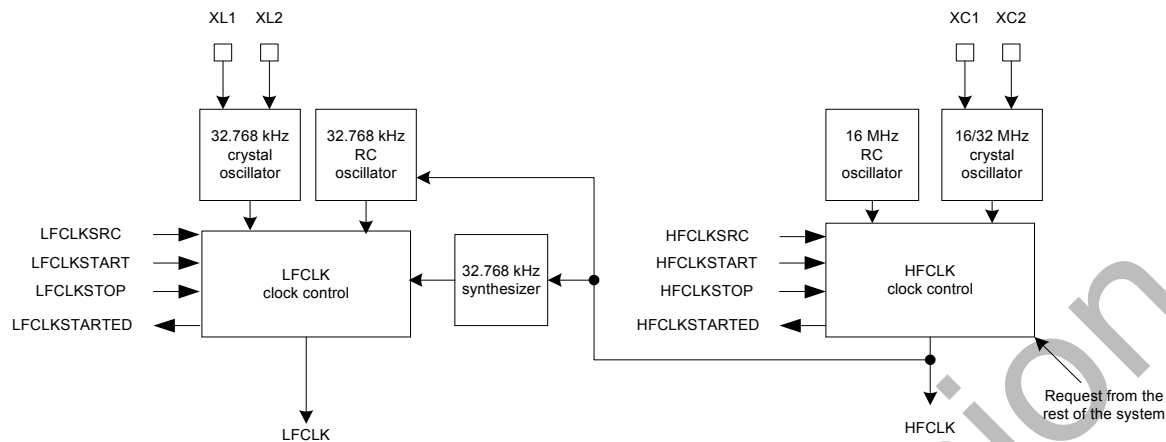 XL1 XL2
XC1 XC2
32.768 kHz
crystal
oscillator
32.768 kHz
RC
oscillator
16 MHz
RC
oscillator
16/32 MHz
crystal
oscillator
LFCLKSRC
LFCLKSTART
LFCLKSTOP
LFCLKSTARTED
LFCLK
clock control
32.768 kHz
synthesizer
HFCLKSRC
HFCLKSTART
HFCLKSTOP
HFCLKSTARTED
HFCLK
clock control
Request from the
rest of the system
LFCLK
HFCLK
sion